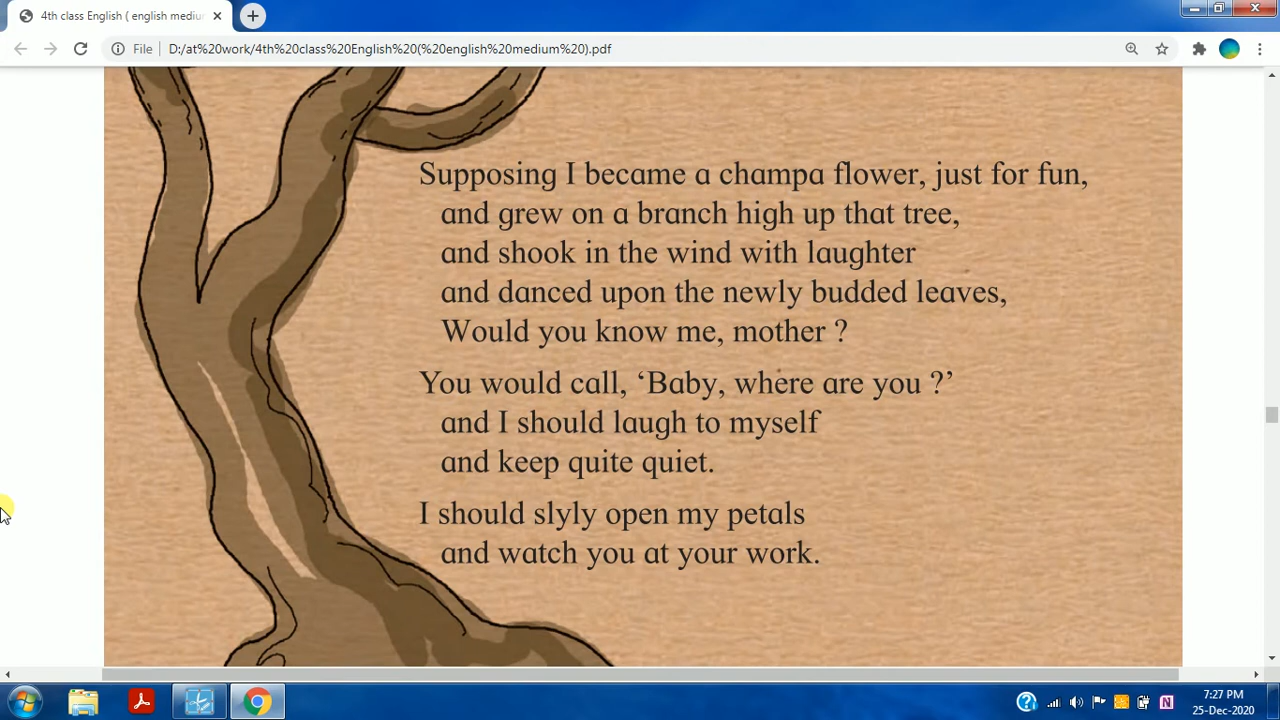 4th class English ( english mediu
File
D:/at%20work/4th%20class%20English%20(%20english%20medium%20).pdf
Supposing I became a champa flower, just for fun,
and grew on a branch high up that tree,
and shook in the wind with laughter
and danced upon the newly budded leaves,
Would you know me, mother ?
You would call, ‘Baby, where are you ?’
and I should laugh to myself
and keep quite quiet.
I should slyly open my petals
and watch you at your work.
7:27 PM
25-Dec-2020